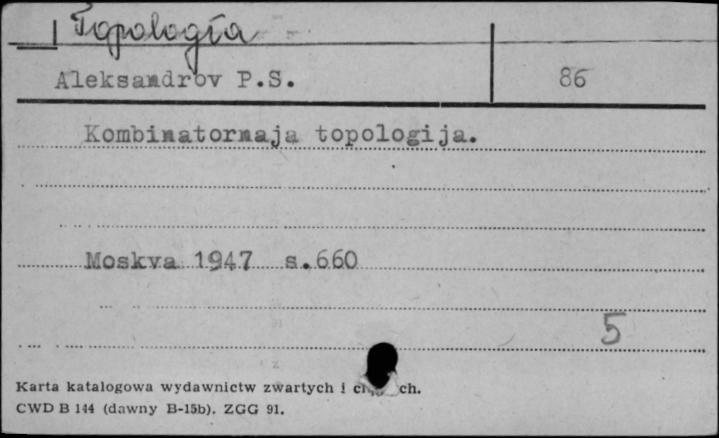 Topologia
Aleksandrov P.S. 86
Kombinatornaja topologija.
Moskva 1947 s.660
5
Karta katalogowa wydawnictw zwartych i
CWD B 144 (dawny B-15b). ZGG 91.